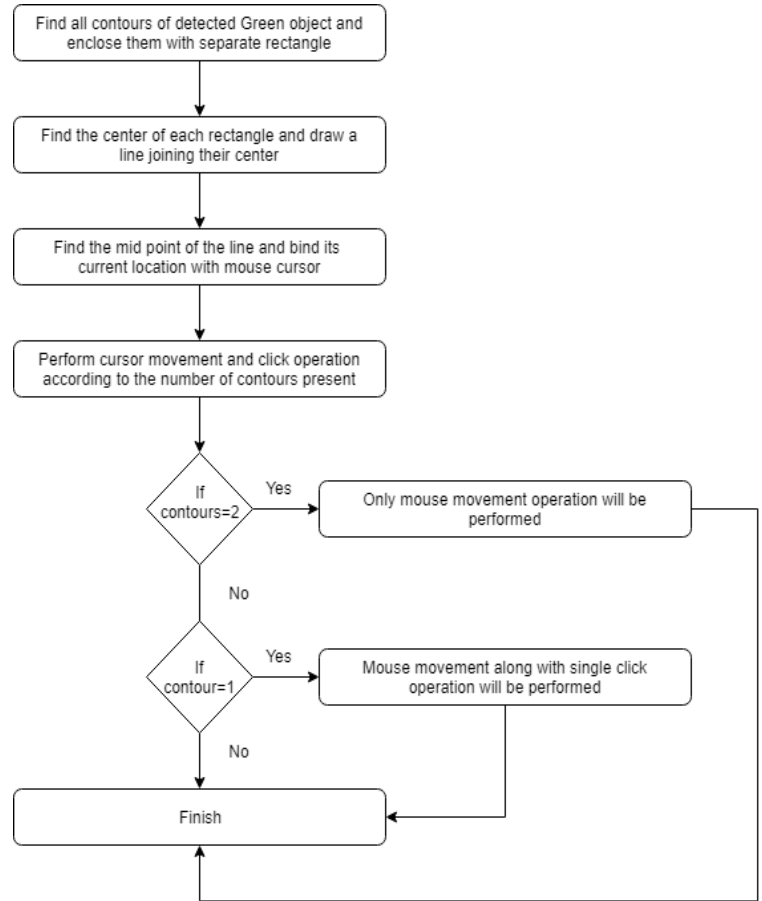 Find all contours of detected Green object and
enclose them with separate rectangle
Find the center of each rectangle and draw a
line joining their center
Find the mid point of the line and bind its
current location with mouse cursor
Perform cursor movement and click operation
according to the number of contours present
If
contours=2
Yes
Only mouse movement operation will be
performed
No
If
contour=1
Yes
Mouse movement along with single click
operation will be performed
No
Finish